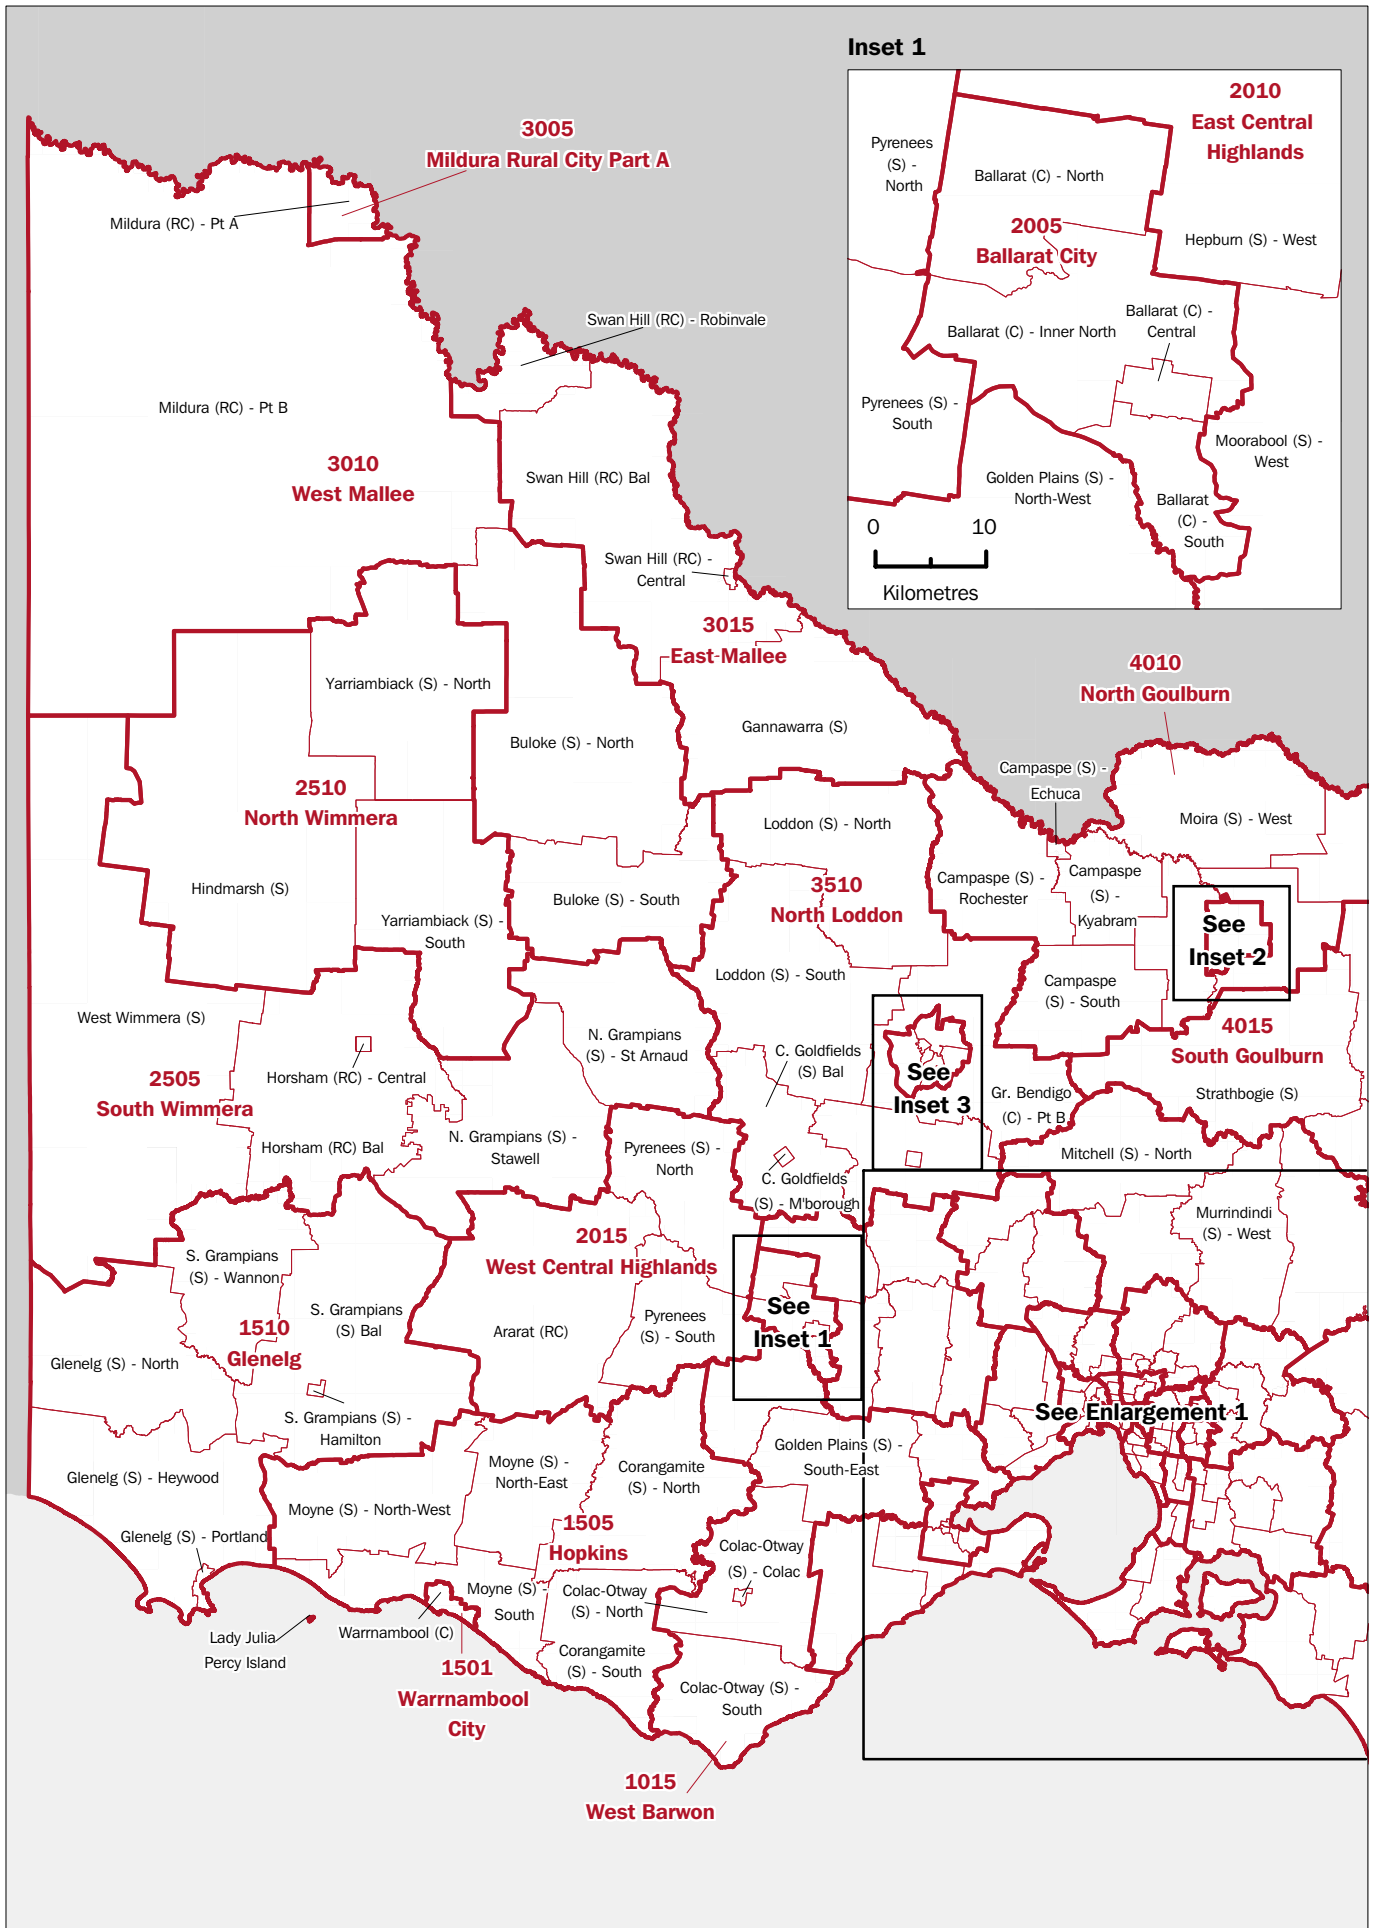 Inset 1
2010
East Central
Highlands
Pyrenees
(S) -
North
Ballarat (C) - North
2005
Ballarat City
Hepburn (S) - West
Ballarat (C) - Inner North
Ballarat (C) -
Central
Pyrenees (S) -
South
Moorabool (S) -
West
Golden Plains (S) -
North-West
Ballarat
(C) -
South
0 10
Kilometres
3005
Mildura Rural City Part A
Mildura (RC) - Pt A
Swan Hill (RC) - Robinvale
Mildura (RC) - Pt B
3010
West Mallee
Swan Hill (RC) Bal
Swan Hill (RC) -
Central
3015
East Mallee
4010
North Goulburn
Yarriambiack (S) - North
Gannawarra (S)
Buloke (S) - North
Campaspe (S) -
Echuca
2510
North Wimmera
Moira (S) - West
Loddon (S) - North
Hindmarsh (S)
Buloke (S) - South
3510
North Loddon
Campaspe (S) -
Rochester
Campaspe
(S) -
Kyabram
Yarriambiack (S) -
South
See
Inset 2
Loddon (S) - South
Campaspe
(S) - South
West Wimmera (S)
4015
South Goulburn
N. Grampians
(S) - St Arnaud
C. Goldfields
(S) Bal
2505
South Wimmera
Horsham (RC) - Central
See
Inset 3
Gr. Bendigo
(C) - Pt B
Strathbogie (S)
Horsham (RC) Bal
N. Grampians (S) -
Stawell
Pyrenees (S) -
North
Mitchell (S) - North
C. Goldfields
(S) - M'borough
Murrindindi
(S) - West
2015
West Central Highlands
S. Grampians
(S) - Wannon
S. Grampians
(S) Bal
1510
Glenelg
Glenelg (S) - North
Ararat (RC)
Pyrenees
(S) - South
See
Inset 1
S. Grampians (S) -
Hamilton
See Enlargement 1
Golden Plains (S) -
South-East
Glenelg (S) - Heywood
Moyne (S) -
North-East
Corangamite
(S) - North
Moyne (S) - North-West
1505
Hopkins
Glenelg (S) - Portland
Colac-Otway
(S) - Colac
Moyne (S) -
South
Colac-Otway
(S) - North
Lady Julia
Percy Island
Warrnambool (C)
Corangamite
(S) - South
1501
Warrnambool
City
Colac-Otway (S) -
South
1015
West Barwon